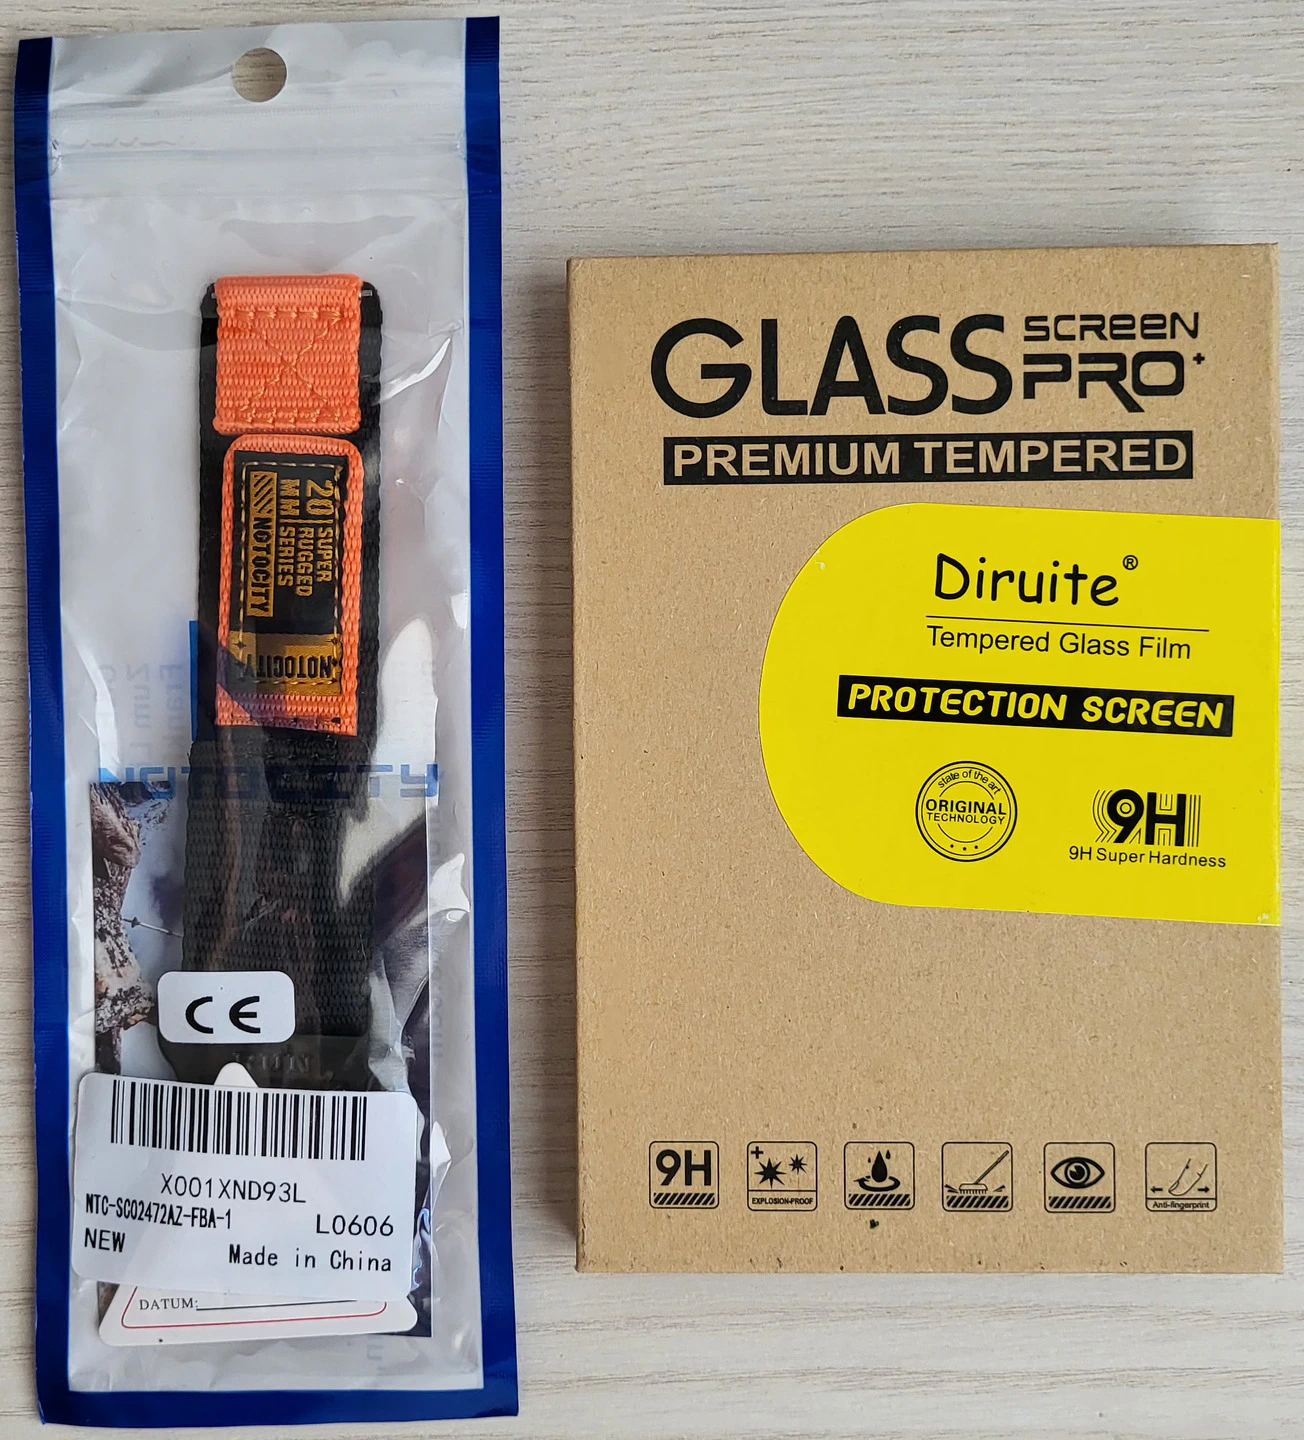 20 MM
SUPER
RUGGED
SERIES
NOTOCITY
NOTOCITY
NOTOCITY
CE
X001XND93L
NTC-SC02472AZ-FBA-1
L0606
NEW
Made in China
DATUM:
GLASS SCREEN PRO+
PREMIUM TEMPERED
Diruite®
Tempered Glass Film
PROTECTION SCREEN
state of the art
ORIGINAL
TECHNOLOGY
9H
9H Super Hardness
9H
EXPLOSION-PROOF
Anti-fingerprint